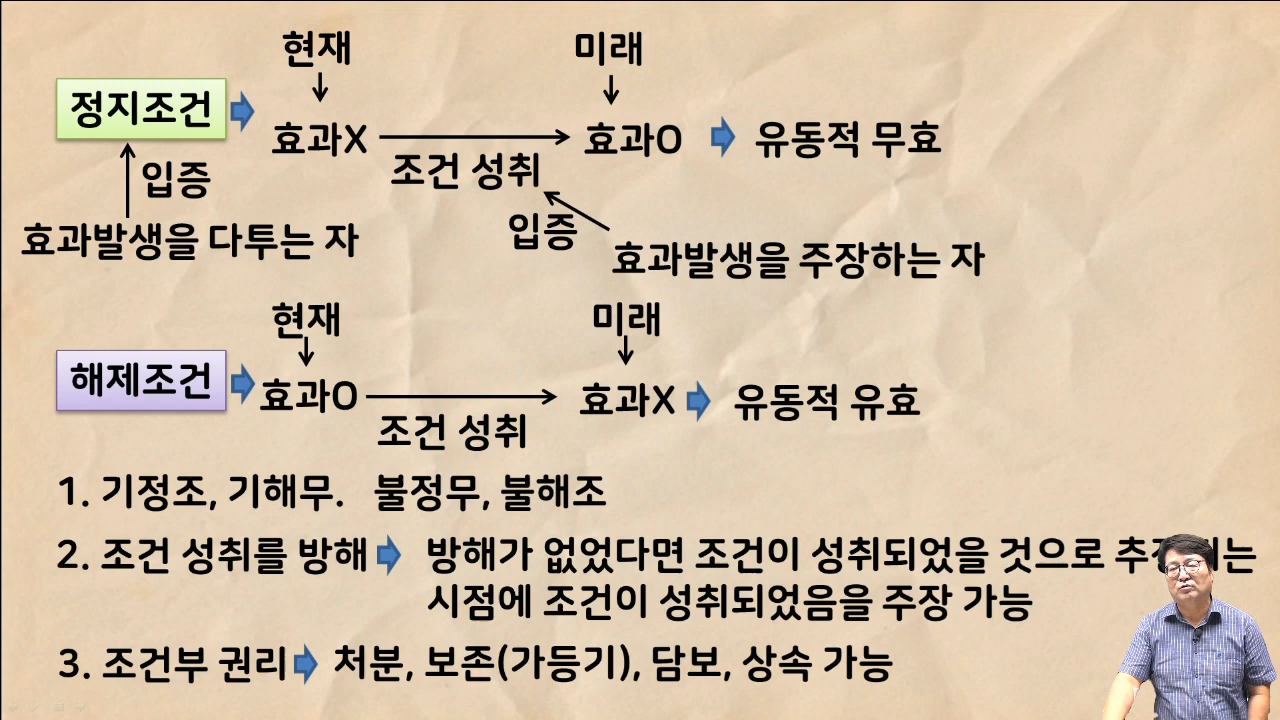 현재 미래
정지조건 효과X 효과O 유동적 무효
조건 성취
입증 입증
효과발생을 다투는 자 효과발생을 주장하는 자
현재 미래
해제조건 효과O 효과X 유동적 유효
조건 성취
1. 기정조, 기해무. 불정무, 불해조
2. 조건 성취를 방해 방해가 없었다면 조건이 성취되었을 것으로
시점에 조건이 성취되었음을 주장 가능
3. 조건부 권리 처분, 보존(가등기), 담보, 상속 가능